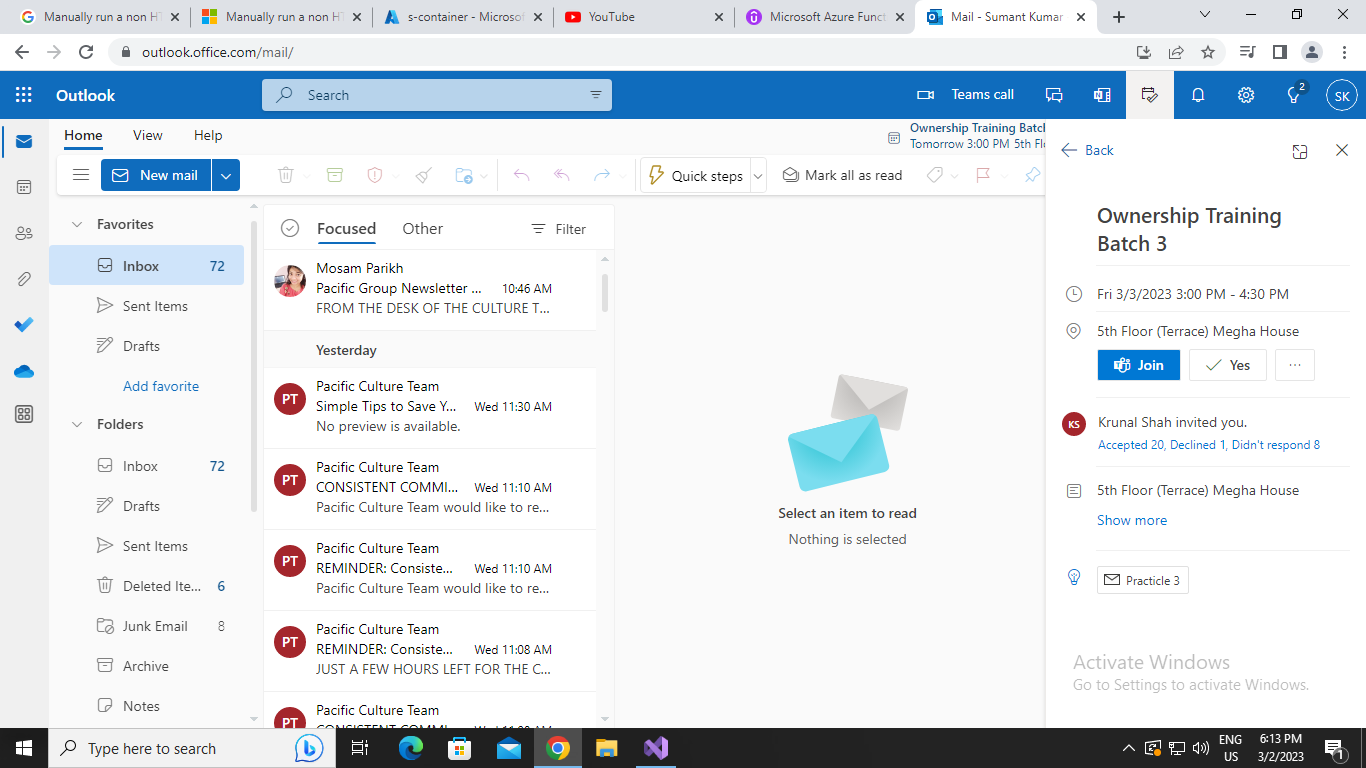 Manually run a non HT
Manually run a non HT
s-container - Microsof
YouTube
Microsoft Azure Funct
Mail - Sumant Kumar
outlook.office.com/mail/
Outlook
Search
Teams call
2
SK
Home
View
Help
Ownership Training Batch
Tomorrow 3:00 PM 5th Flo
New mail
Quick steps
Mark all as read
Favorites
Inbox 72
Sent Items
Drafts
Add favorite
Folders
Inbox 72
Drafts
Sent Items
Deleted Ite... 6
Junk Email 8
Archive
Notes
Focused
Other
Filter
Mosam Parikh
Pacific Group Newsletter ... 10:46 AM
FROM THE DESK OF THE CULTURE T...
Yesterday
PT
Pacific Culture Team
Simple Tips to Save Y... Wed 11:30 AM
No preview is available.
PT
Pacific Culture Team
CONSISTENT COMMI... Wed 11:10 AM
Pacific Culture Team would like to re...
PT
Pacific Culture Team
REMINDER: Consiste... Wed 11:10 AM
Pacific Culture Team would like to re...
PT
Pacific Culture Team
REMINDER: Consiste... Wed 11:08 AM
JUST A FEW HOURS LEFT FOR THE C...
PT
Pacific Culture Team
Select an item to read
Nothing is selected
Back
Ownership Training
Batch 3
Fri 3/3/2023 3:00 PM - 4:30 PM
5th Floor (Terrace) Megha House
Join
Yes
...
KS
Krunal Shah invited you.
Accepted 20, Declined 1, Didn't respond 8
5th Floor (Terrace) Megha House
Show more
Practicle 3
Activate Windows
Go to Settings to activate Windows.
Type here to search
ENG
US
6:13 PM
3/2/2023
1